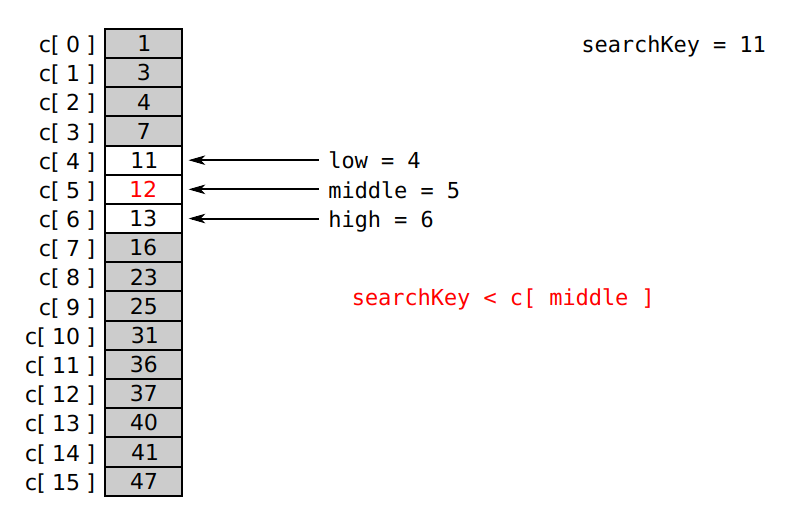 c[ 0 ] 1 searchKey = 11
c[ 1 ] 3
c[ 2 ] 4
c[ 3 ] 7
c[ 4 ] 11 low = 4
c[ 5 ] 12 middle = 5
c[ 6 ] 13 high = 6
c[ 7 ] 16
c[ 8 ] 23
searchKey < c[ middle ]
c[ 9 ] 25
c[ 10 ] 31
c[ 11 ] 36
c[ 12 ] 37
c[ 13 ] 40
c[ 14 ] 41
c[ 15 ] 47